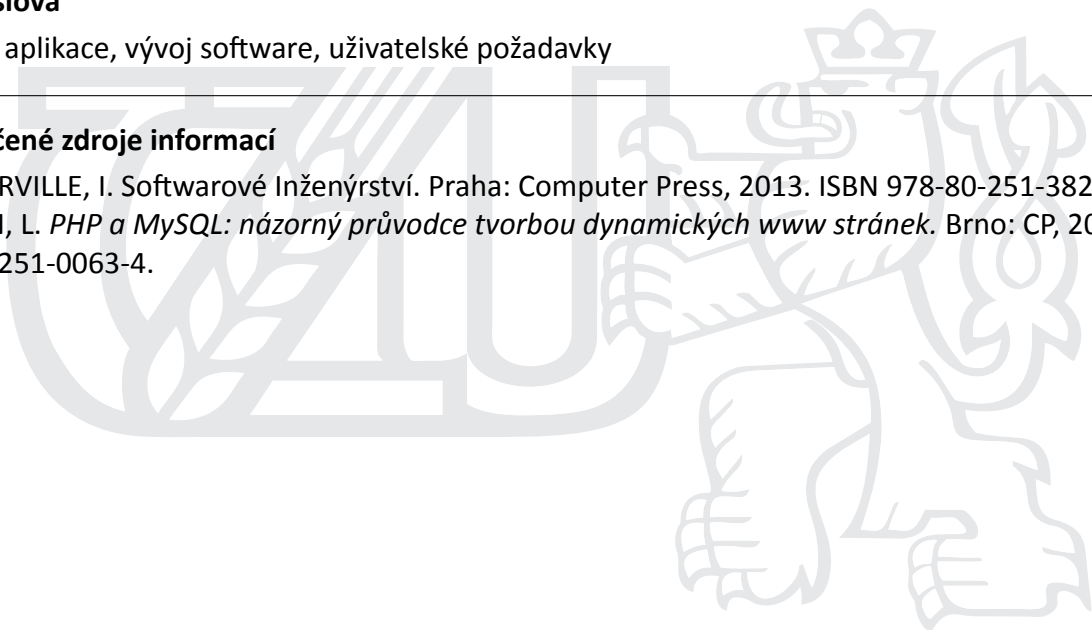 slova
aplikace, vývoj software, uživatelské požadavky
čené zdroje informací
RVILLE, I. Softwarové Inženýrství. Praha: Computer Press, 2013. ISBN 978-80-251-382
, L. PHP a MySQL: názorný průvodce tvorbou dynamických www stránek. Brno: CP, 20
251-0063-4.